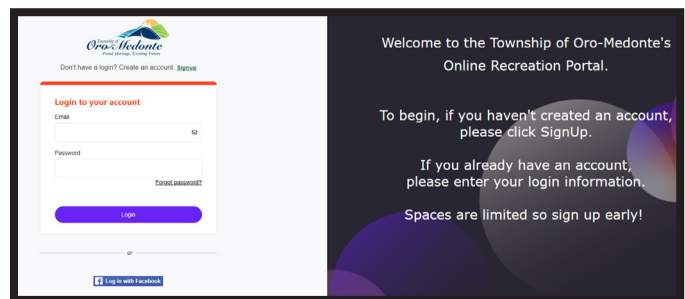 Township of
Oro-Medonte
Proud Heritage, Exciting Future
Don't have a login? Create an account. Signup
Login to your account
Email
Password
Forgot password?
Login
or
Log in with Facebook
Welcome to the Township of Oro-Medonte's
Online Recreation Portal.
To begin, if you haven't created an account,
please click SignUp.
If you already have an account,
please enter your login information.
Spaces are limited so sign up early!